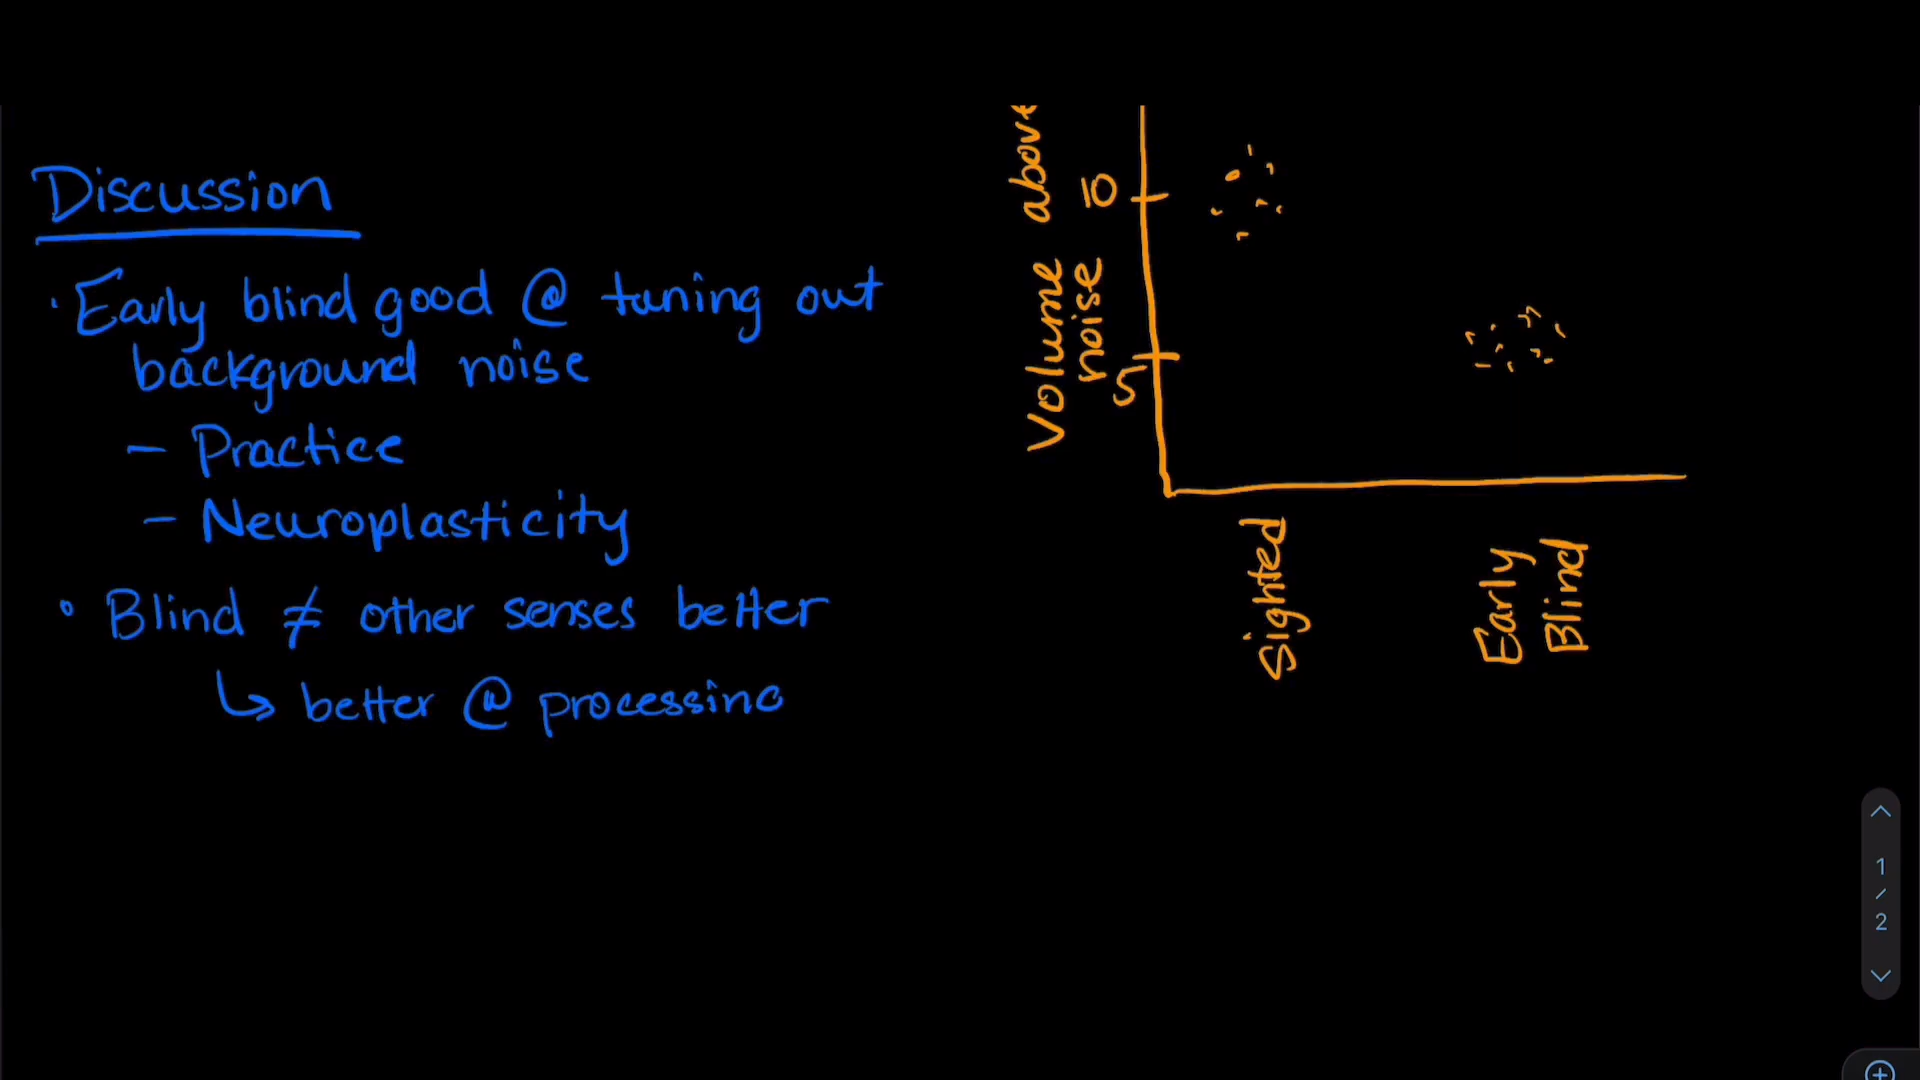 Discussion
· Early blind good @ tuning out
background noise
- Practice
- Neuroplasticity
• Blind ≠ other senses better
↳ better @ processing
Volume above
noise
10
5
Sighted
Early
Blind
1
/
2